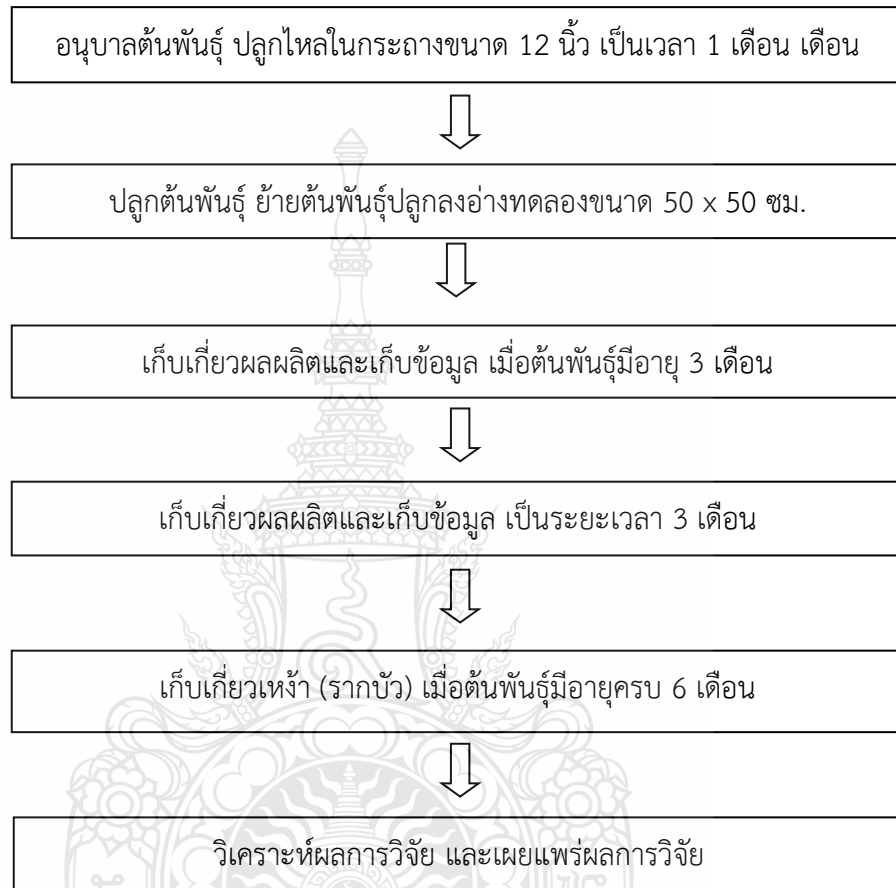 อนุบาลต้นพันธุ์ ปลูกไหลในกระถางขนาด 12 นิ้ว เป็นเวลา 1 เดือน เดือน
ปลูกต้นพันธุ์ ย้ายต้นพันธุ์ปลูกลงอ่างทดลองขนาด 50 x 50 ซม.
เก็บเกี่ยวผลผลิตและเก็บข้อมูล เมื่อต้นพันธุ์มีอายุ 3 เดือน
เก็บเกี่ยวผลผลิตและเก็บข้อมูล เป็นระยะเวลา 3 เดือน
เก็บเกี่ยวเหง้า (รากบัว) เมื่อต้นพันธุ์มีอายุครบ 6 เดือน
วิเคราะห์ผลการวิจัย และเผยแพร่ผลการวิจัย